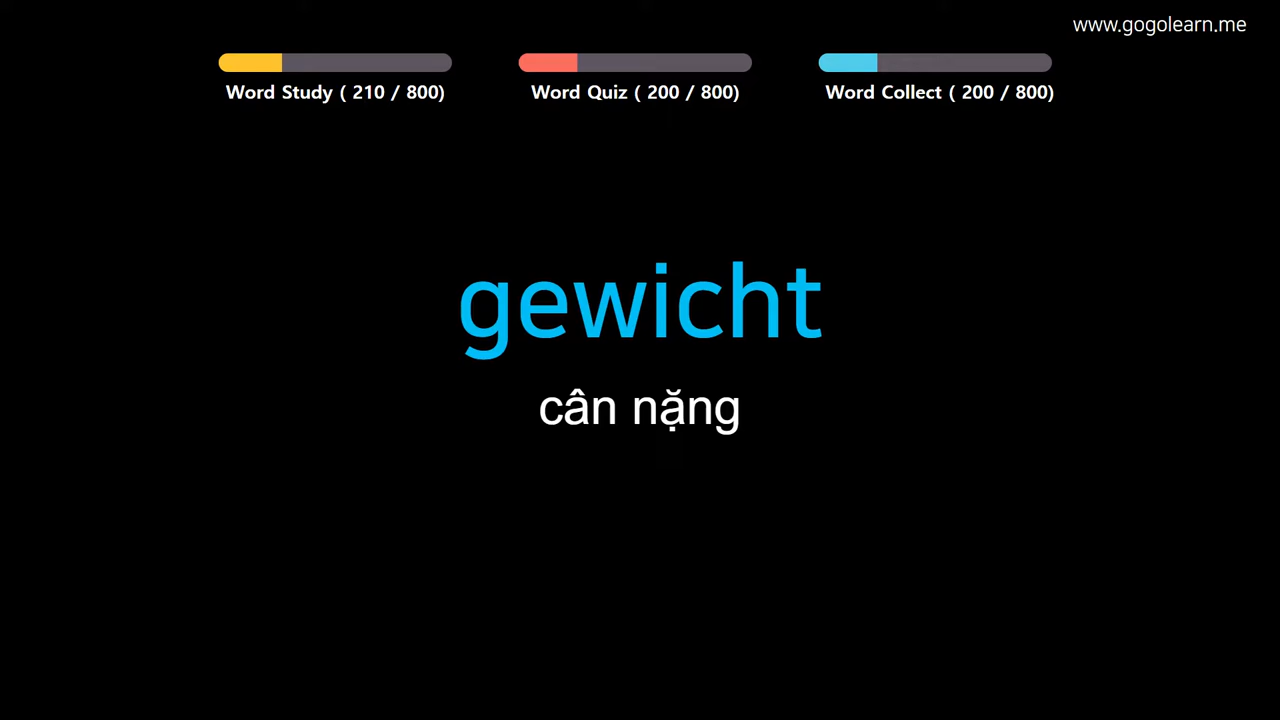 www.gogolearn.me
Word Study ( 210 / 800)
Word Quiz ( 200 / 800)
Word Collect ( 200 / 800)
gewicht
cân nặng